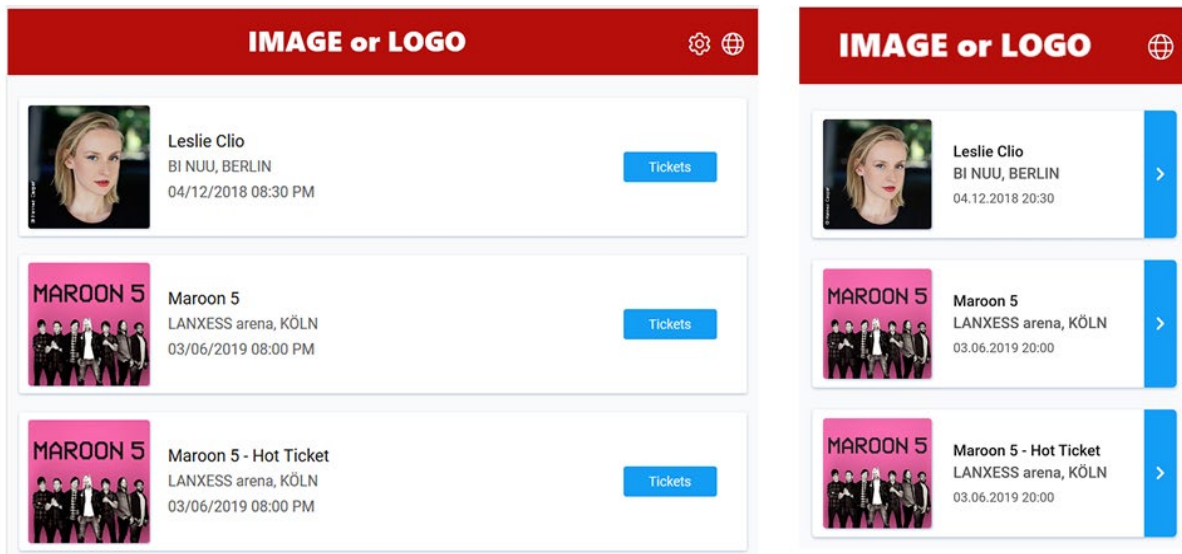 IMAGE or LOGO
Leslie Clio
BI NUU, BERLIN
04/12/2018 08:30 PM
Tickets
MAROON 5
Maroon 5
LANXESS arena, KÖLN
03/06/2019 08:00 PM
Tickets
MAROON 5
Maroon 5 - Hot Ticket
LANXESS arena, KÖLN
03/06/2019 08:00 PM
Tickets
IMAGE or LOGO
Leslie Clio
BI NUU, BERLIN
04.12.2018 20:30
MAROON 5
Maroon 5
LANXESS arena, KÖLN
03.06.2019 20:00
MAROON 5
Maroon 5 - Hot Ticket
LANXESS arena, KÖLN
03.06.2019 20:00